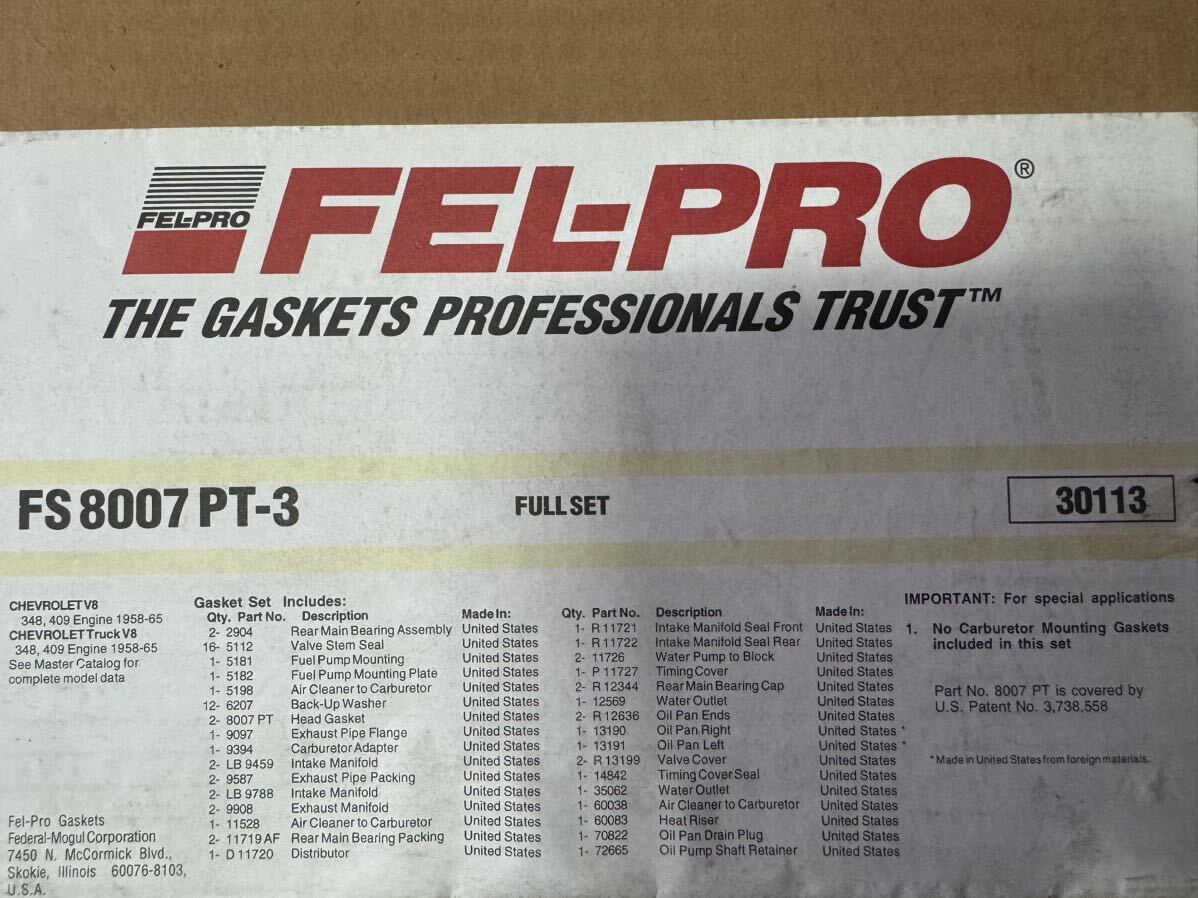 FEL-PRO
FEL-PRO®
THE GASKETS PROFESSIONALS TRUST™
FS 8007 PT-3
FULL SET
30113
CHEVROLET V8
348, 409 Engine 1958-65
CHEVROLET Truck V8
348, 409 Engine 1958-65
See Master Catalog for
complete model data
Gasket Set Includes:
Qty. Part No. Description Made In:
2- 2904 Rear Main Bearing Assembly United States
16- 5112 Valve Stem Seal United States
1- 5181 Fuel Pump Mounting United States
1- 5182 Fuel Pump Mounting Plate United States
1- 5198 Air Cleaner to Carburetor United States
12- 6207 Back-Up Washer United States
2- 8007 PT Head Gasket United States
1- 9097 Exhaust Pipe Flange United States
1- 9394 Carburetor Adapter United States
2- LB 9459 Intake Manifold United States
2- 9587 Exhaust Pipe Packing United States
2- LB 9788 Intake Manifold United States
2- 9908 Exhaust Manifold United States
1- 11528 Air Cleaner to Carburetor United States
2- 11719 AF Rear Main Bearing Packing United States
1- D 11720 Distributor United States
Qty. Part No. Description Made In:
1- R 11721 Intake Manifold Seal Front United States
1- R 11722 Intake Manifold Seal Rear United States
2- 11726 Water Pump to Block United States
1- P 11727 Timing Cover United States
2- R 12344 Rear Main Bearing Cap United States
1- 12569 Water Outlet United States
2- R 12636 Oil Pan Ends United States
1- 13190 Oil Pan Right United States *
1- 13191 Oil Pan Left United States *
2- R 13199 Valve Cover United States
1- 14842 Timing Cover Seal United States
1- 35062 Water Outlet United States
1- 60038 Air Cleaner to Carburetor United States
1- 60083 Heat Riser United States
1- 70822 Oil Pan Drain Plug United States
1- 72665 Oil Pump Shaft Retainer United States
IMPORTANT: For special applications
1. No Carburetor Mounting Gaskets
included in this set
Part No. 8007 PT is covered by
U.S. Patent No. 3,738,558
* Made in United States from foreign materials.
Fel-Pro Gaskets
Federal-Mogul Corporation
7450 N. McCormick Blvd.,
Skokie, Illinois 60076-8103,
U.S.A.